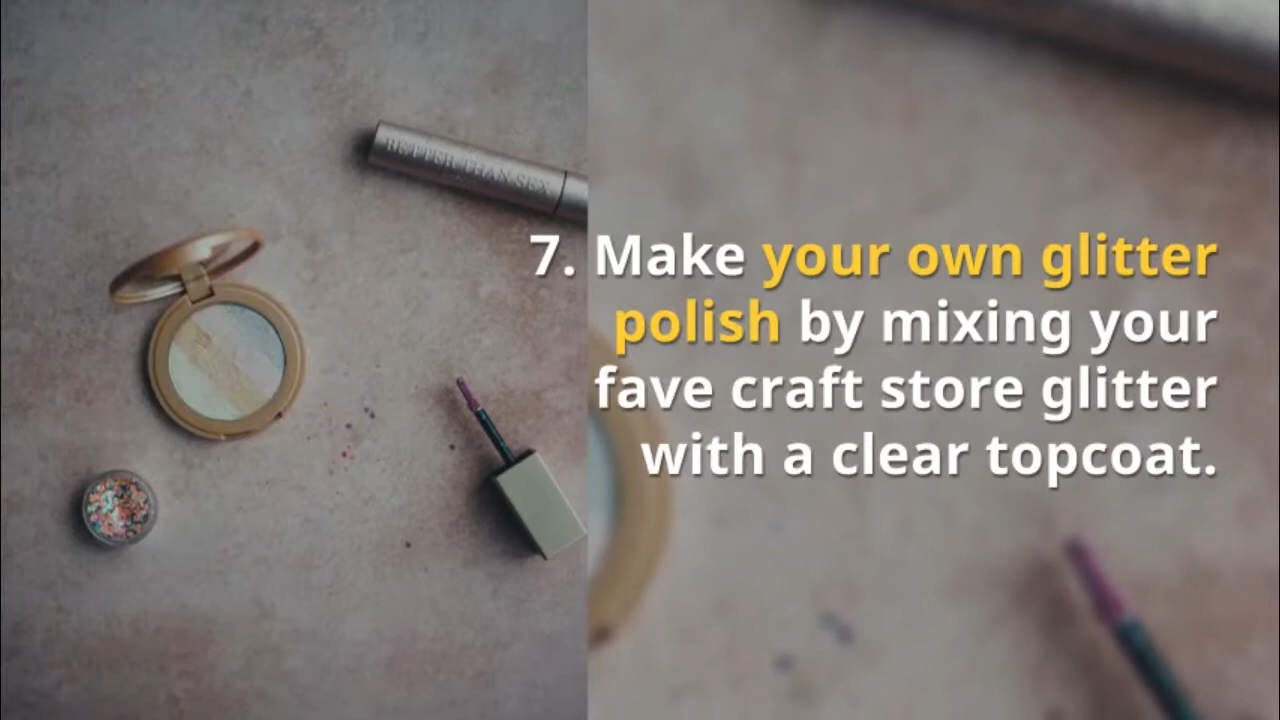 BETTER THAN SEX
7. Make your own glitter
polish by mixing your
fave craft store glitter
with a clear topcoat.